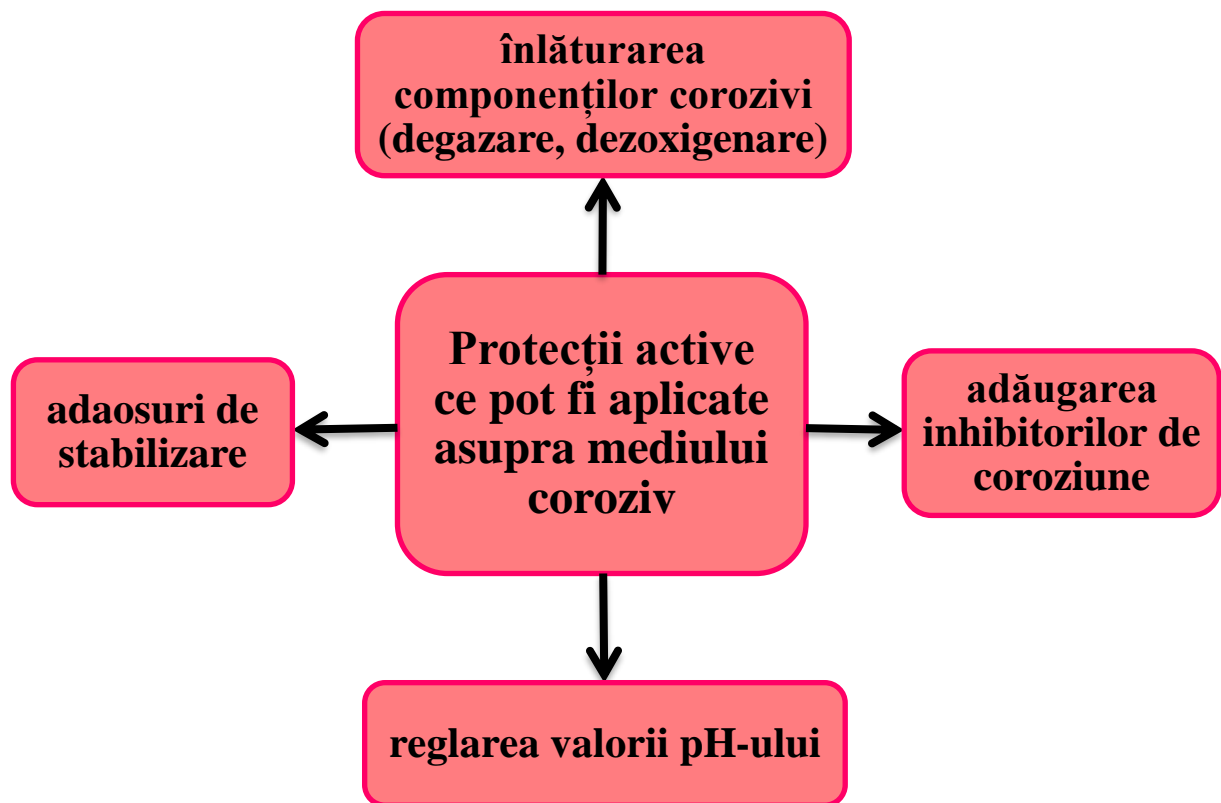 înlăturarea
componenților corozivi
(degazare, dezoxigenare)
Protecții active
ce pot fi aplicate
asupra mediului
coroziv
adaosuri de
stabilizare
adăugarea
inhibitorilor de
coroziune
reglarea valorii pH-ului